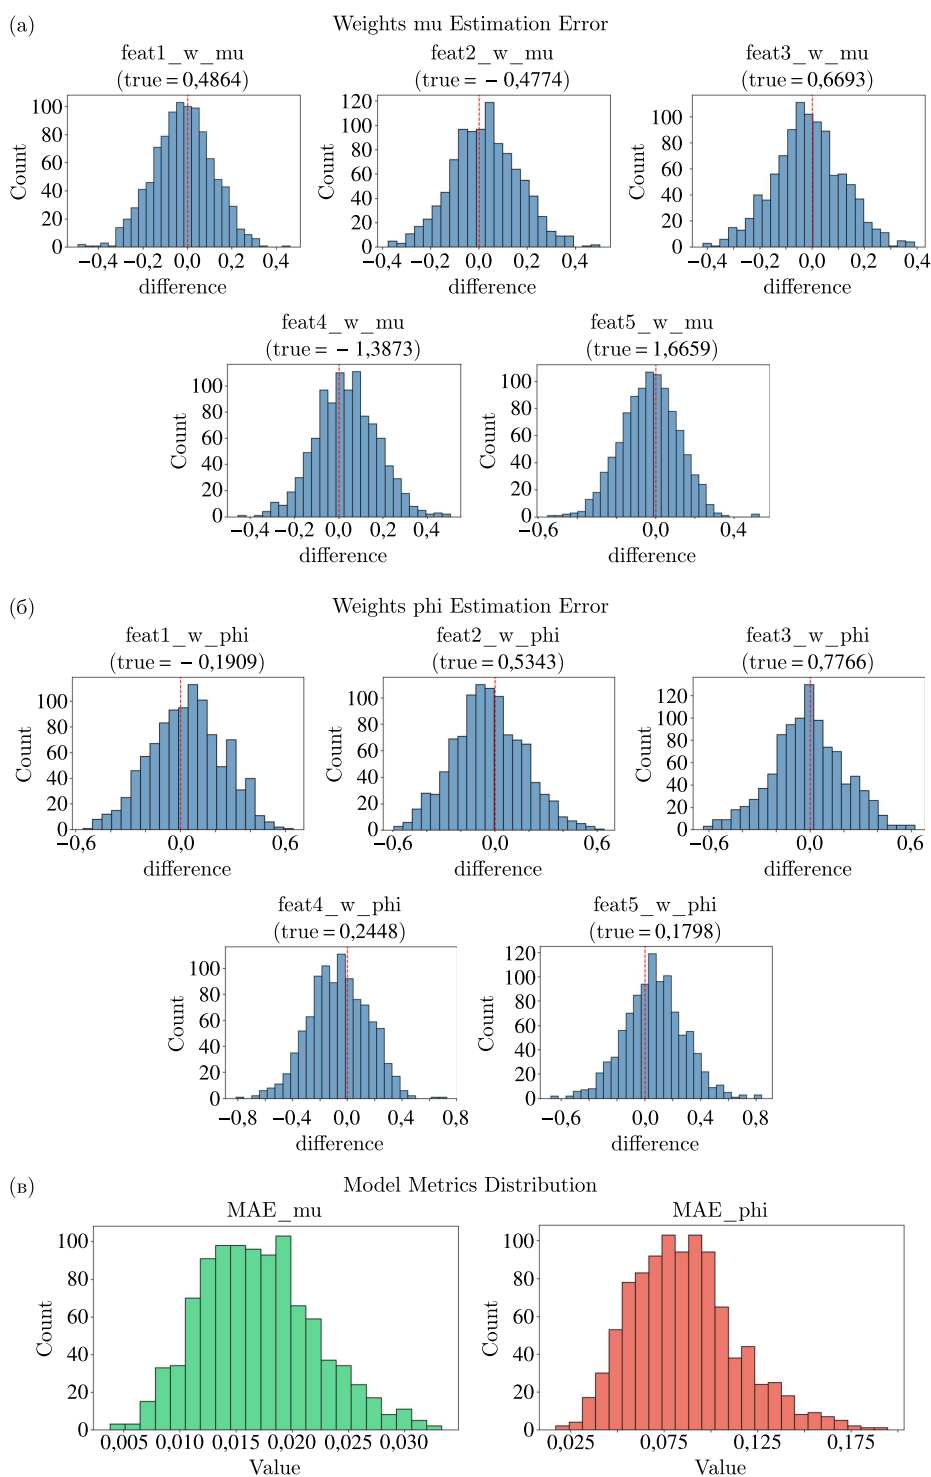 (а) Weights mu Estimation Error
feat1_w_mu
(true = 0,4864)
feat2_w_mu
(true = − 0,4774)
feat3_w_mu
(true = 0,6693)
Count
100
80
60
40
20
0
−0,4 −0,2 0,0 0,2 0,4
difference
Count
120
100
80
60
40
20
0
−0,4 −0,2 0,0 0,2 0,4
difference
Count
100
80
60
40
20
0
−0,4 −0,2 0,0 0,2 0,4
difference
feat4_w_mu
(true = − 1,3873)
feat5_w_mu
(true = 1,6659)
Count
100
80
60
40
20
0
−0,4 −0,2 0,0 0,2 0,4
difference
Count
100
80
60
40
20
0
−0,6 0,0 0,4
difference
(б) Weights phi Estimation Error
feat1_w_phi
(true = − 0,1909)
feat2_w_phi
(true = 0,5343)
feat3_w_phi
(true = 0,7766)
Count
100
80
60
40
20
0
−0,6 0,0 0,6
difference
Count
100
80
60
40
20
0
−0,6 0,0 0,6
difference
Count
120
100
80
60
40
20
0
−0,6 0,0 0,6
difference
feat4_w_phi
(true = 0,2448)
feat5_w_phi
(true = 0,1798)
Count
100
80
60
40
20
0
−0,8 −0,4 0,0 0,4 0,8
difference
Count
120
100
80
60
40
20
0
−0,6 0,0 0,4 0,8
difference
(в) Model Metrics Distribution
MAE_mu
MAE_phi
Count
100
80
60
40
20
0
0,005 0,010 0,015 0,020 0,025 0,030
Value
Count
100
80
60
40
20
0
0,025 0,075 0,125 0,175
Value